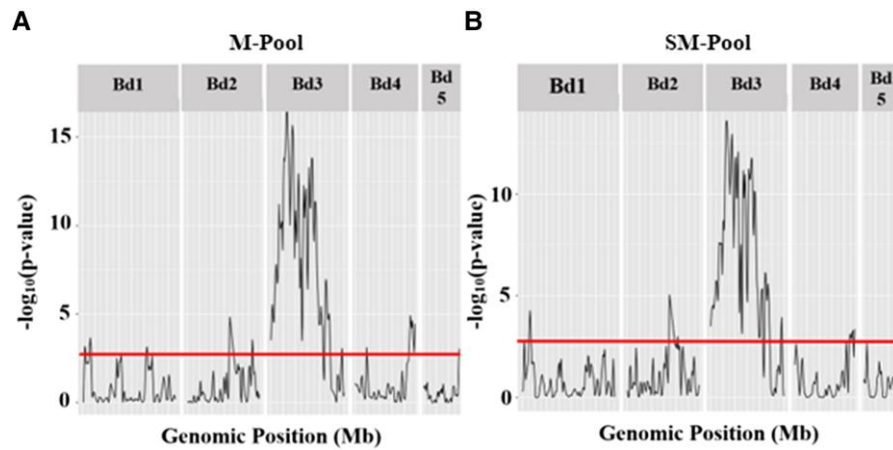 A
M-Pool
Bd1 Bd2 Bd3 Bd4 Bd
5
15
10
5
0
-log10(p-value)
Genomic Position (Mb)
B
SM-Pool
Bd1 Bd2 Bd3 Bd4 Bd
5
10
5
0
-log10(p-value)
Genomic Position (Mb)